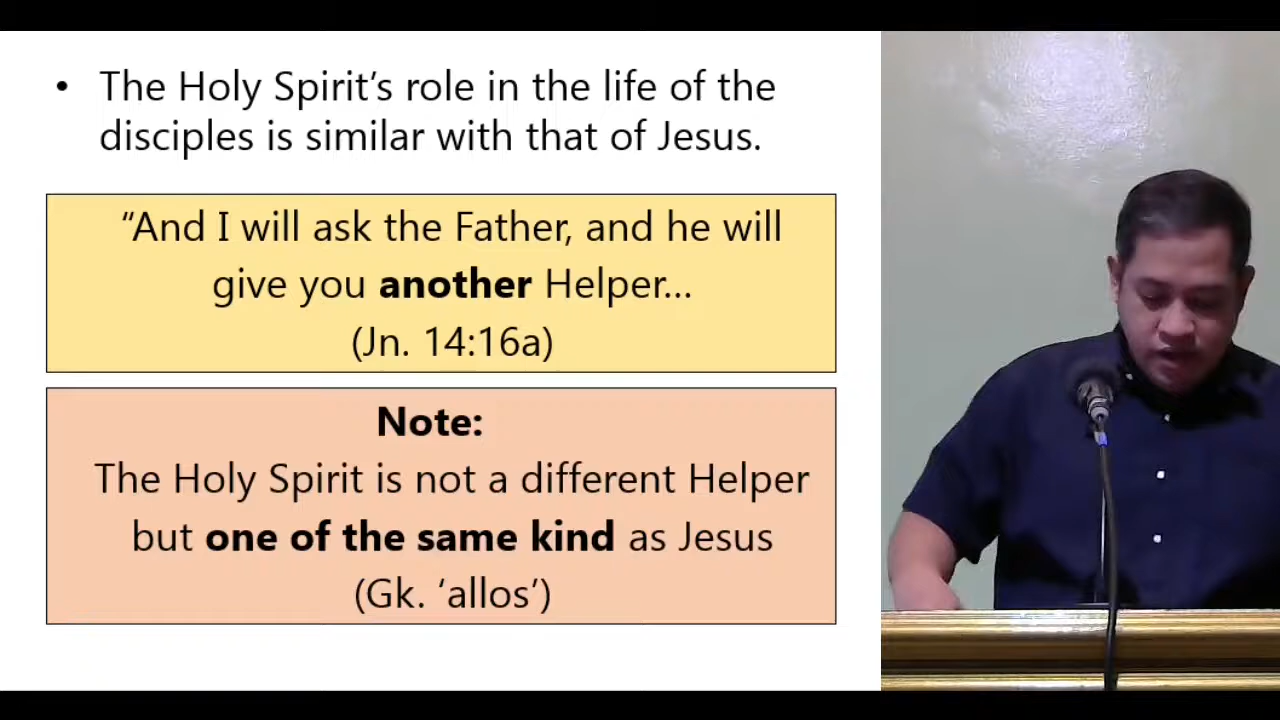 • The Holy Spirit’s role in the life of the
disciples is similar with that of Jesus.
“And I will ask the Father, and he will
give you another Helper...
(Jn. 14:16a)
Note:
The Holy Spirit is not a different Helper
but one of the same kind as Jesus
(Gk. ‘allos’)